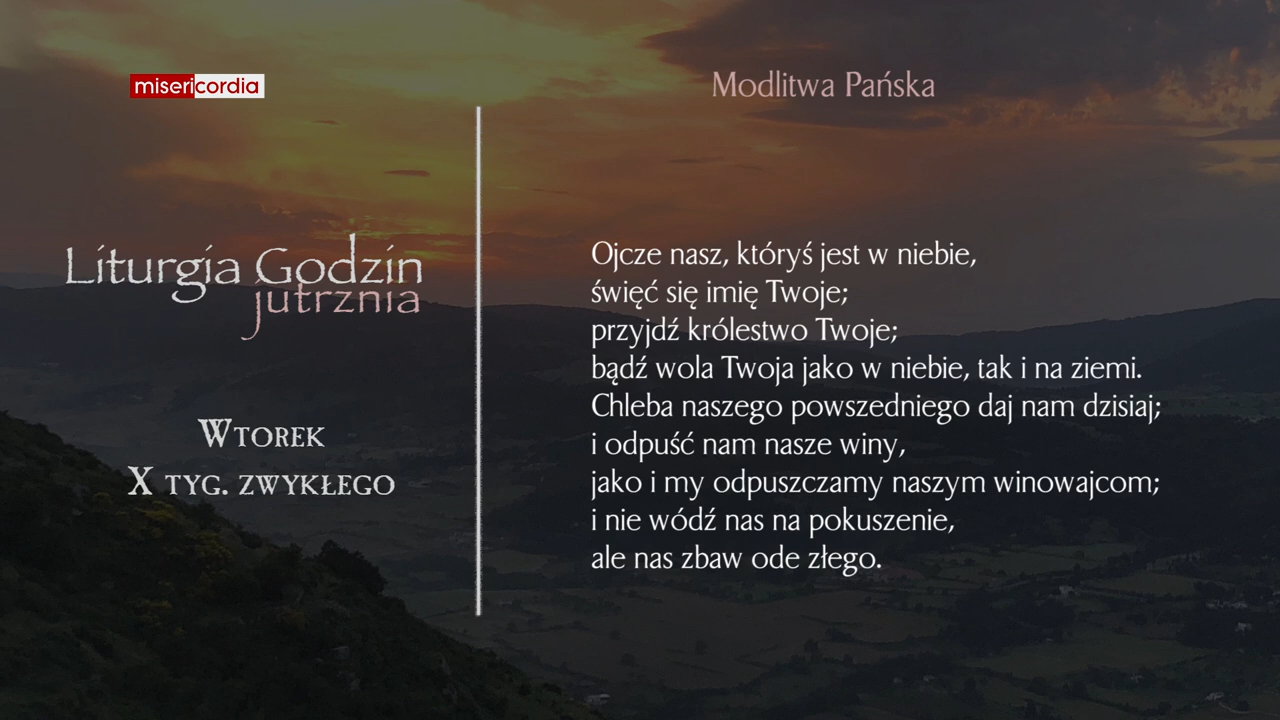 misericordia
Liturgia Godzin
jutrznia
Wtorek
X tyg. zwykłego
Modlitwa Pańska
Ojcze nasz, któryś jest w niebie,
święć się imię Twoje;
przyjdź królestwo Twoje;
bądź wola Twoja jako w niebie, tak i na ziemi.
Chleba naszego powszedniego daj nam dzisiaj;
i odpuść nam nasze winy,
jako i my odpuszczamy naszym winowajcom;
i nie wódź nas na pokuszenie,
ale nas zbaw ode złego.